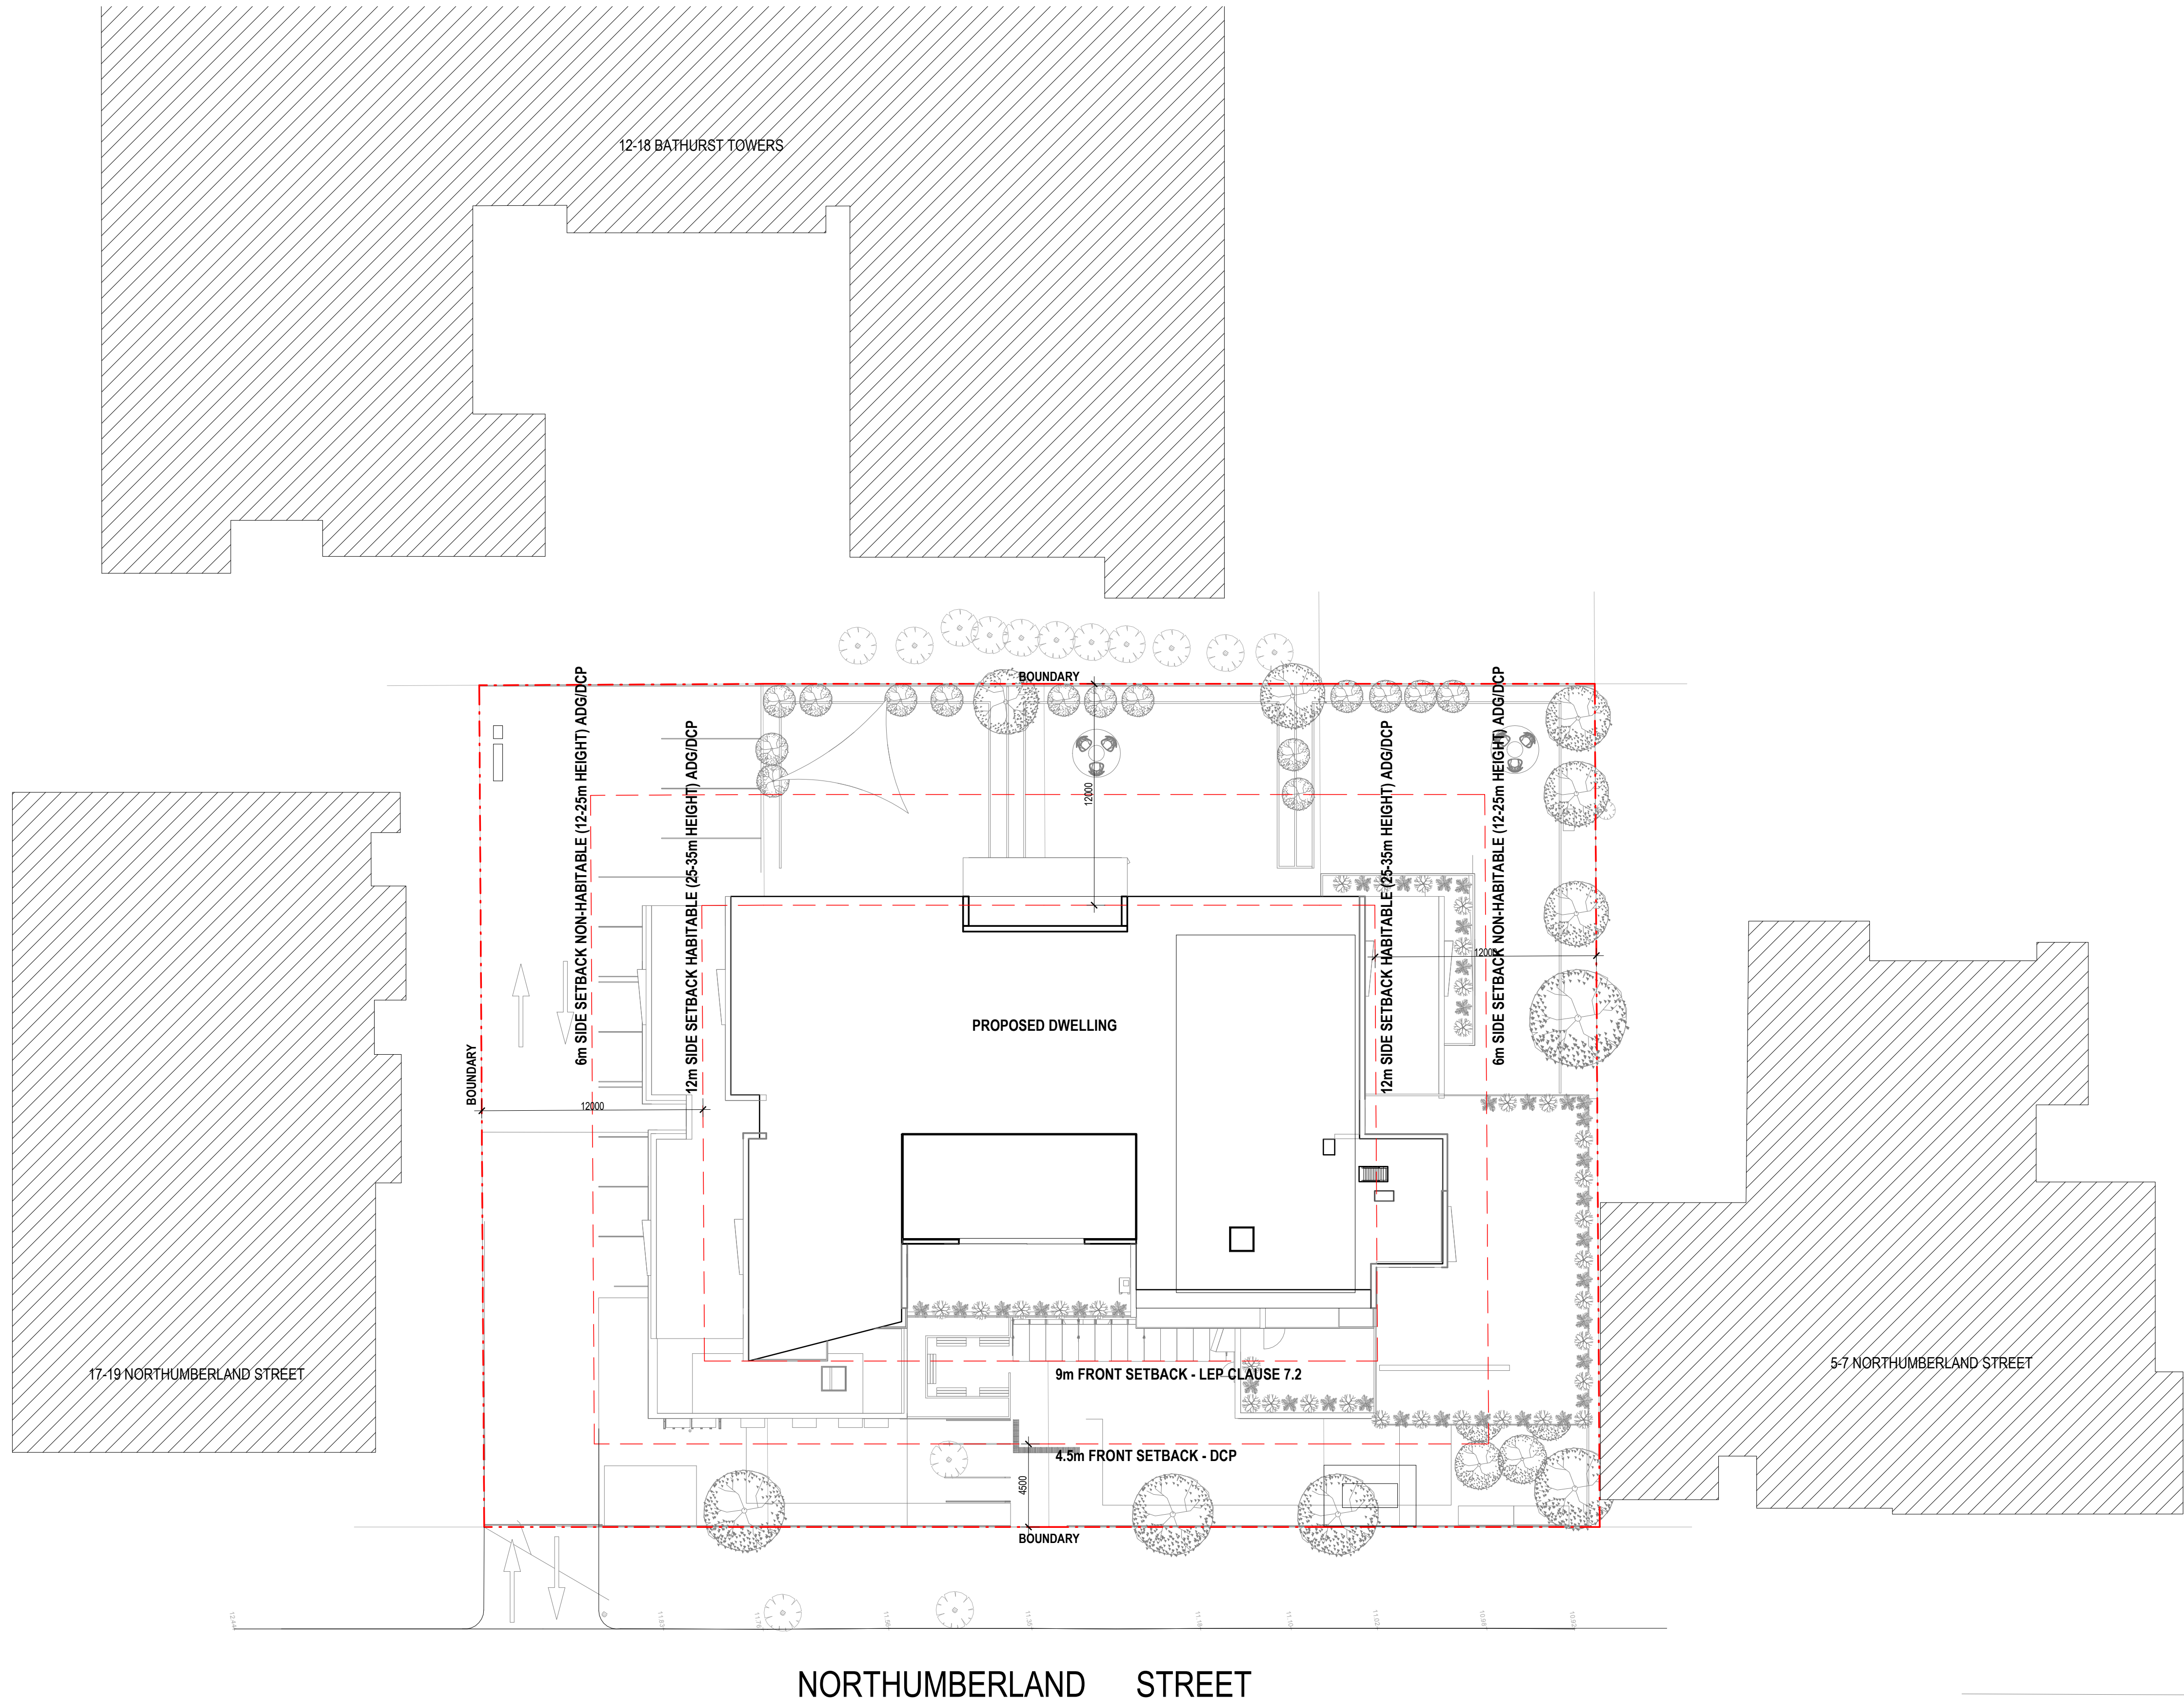 12-18 BATHURST TOWERS
BOUNDARY
6m SIDE SETBACK NON-HABITABLE (12-25m HEIGHT) ADG/DCP
12m SIDE SETBACK HABITABLE (25-35m HEIGHT) ADG/DCP
12000
12m SIDE SETBACK HABITABLE (25-35m HEIGHT) ADG/DCP
6m SIDE SETBACK NON-HABITABLE (12-25m HEIGHT) ADG/DCP
12000
PROPOSED DWELLING
BOUNDARY
12000
17-19 NORTHUMBERLAND STREET
9m FRONT SETBACK - LEP CLAUSE 7.2
5-7 NORTHUMBERLAND STREET
4.5m FRONT SETBACK - DCP
4500
BOUNDARY
NORTHUMBERLAND STREET